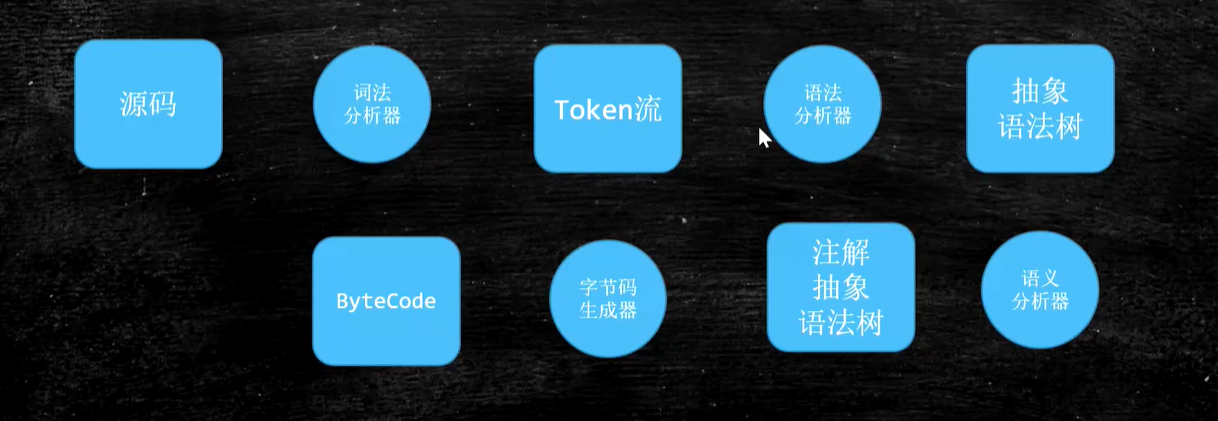 源码
词法
分析器
Token流
语法
分析器
抽象
语法树
ByteCode
字节码
生成器
注解
抽象
语法树
语义
分析器